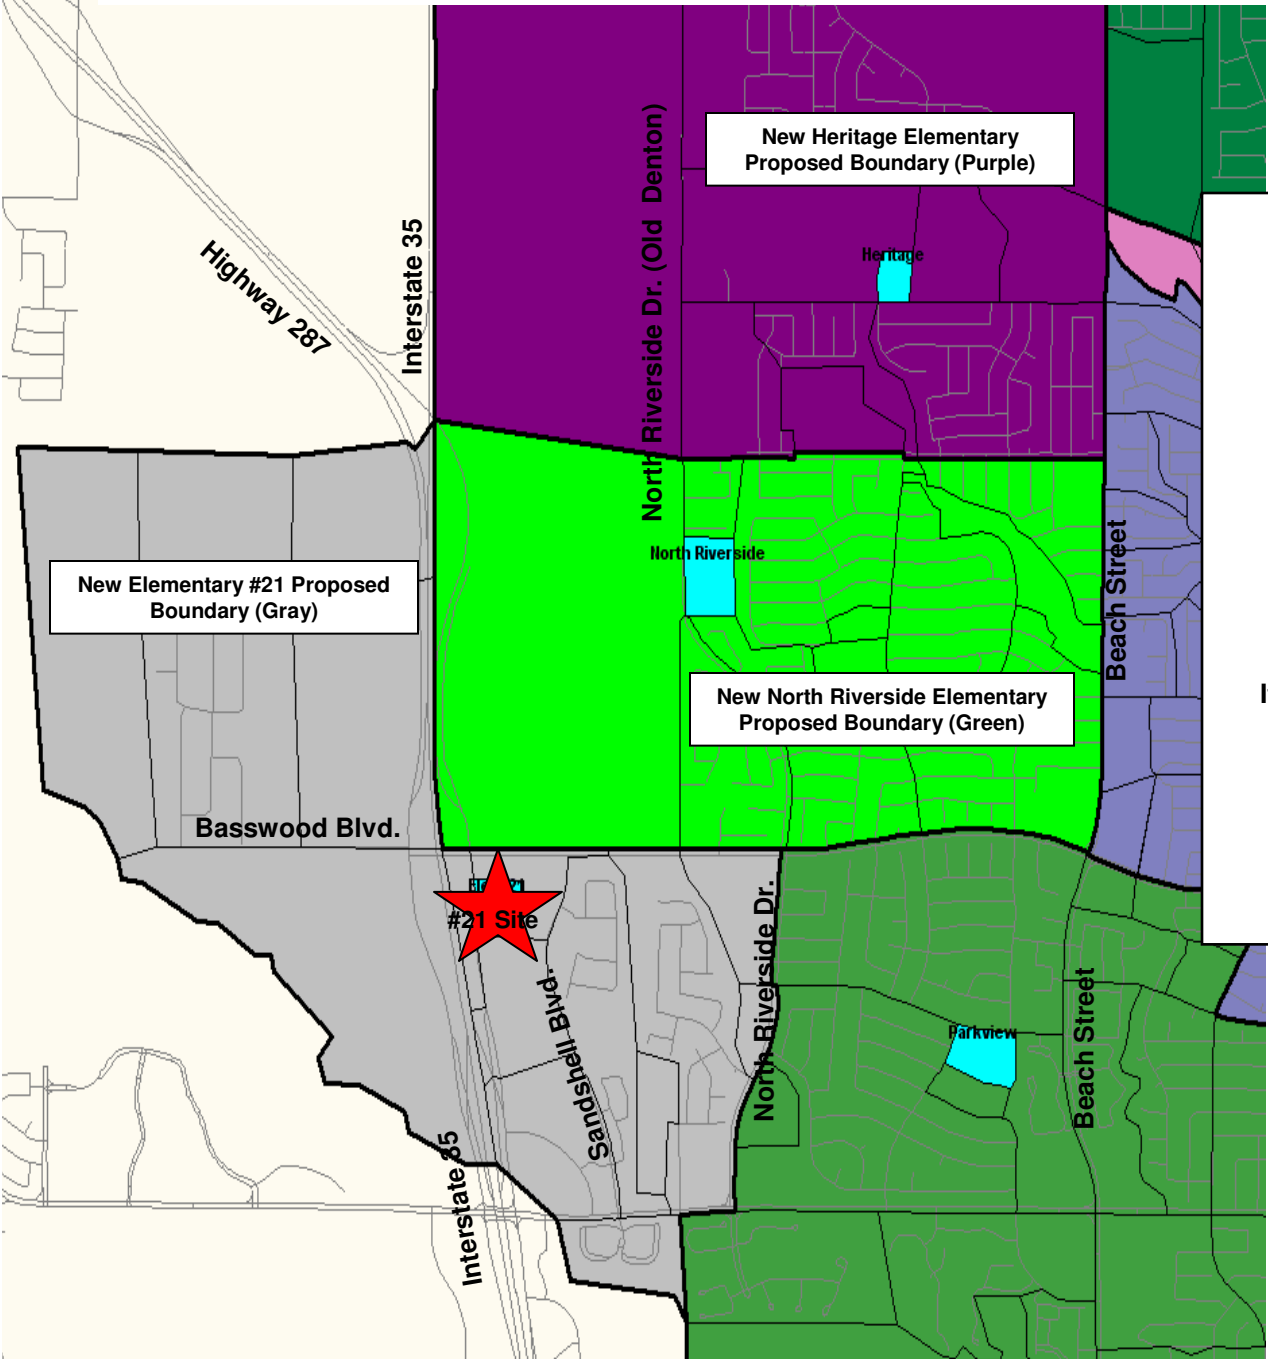 New Heritage Elementary
Proposed Boundary (Purple)
North Riverside Dr. (Old Denton)
Interstate 35
Highway 287
Heritage
North Riverside
Beach Street
New Elementary #21 Proposed
Boundary (Gray)
New North Riverside Elementary
Proposed Boundary (Green)
Basswood Blvd.
#21 Site
North Riverside Dr.
Sandshell Blvd.
Parkview
Beach Street
Interstate 35